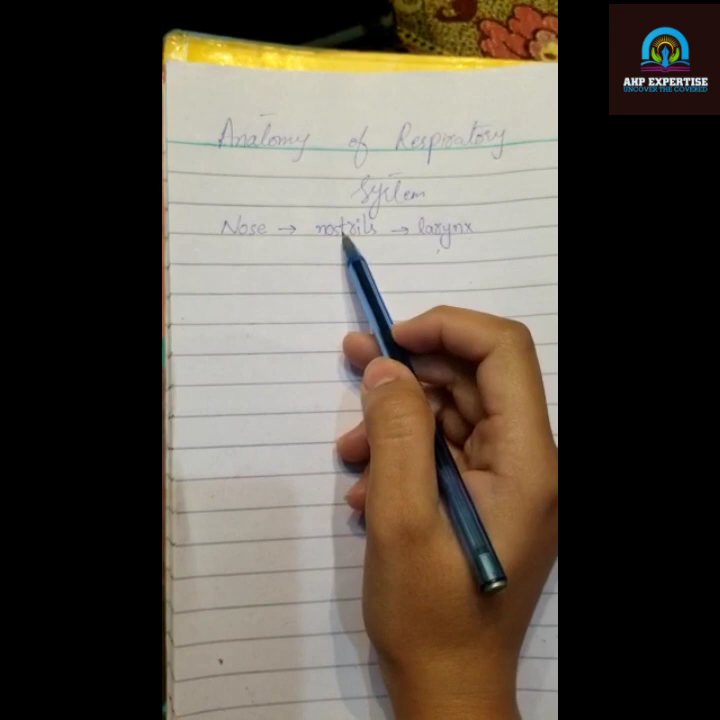 AHP EXPERTISE
UNCOVER THE COVERED
Anatomy of Respiratory
System
Nose → nostrils → larynx